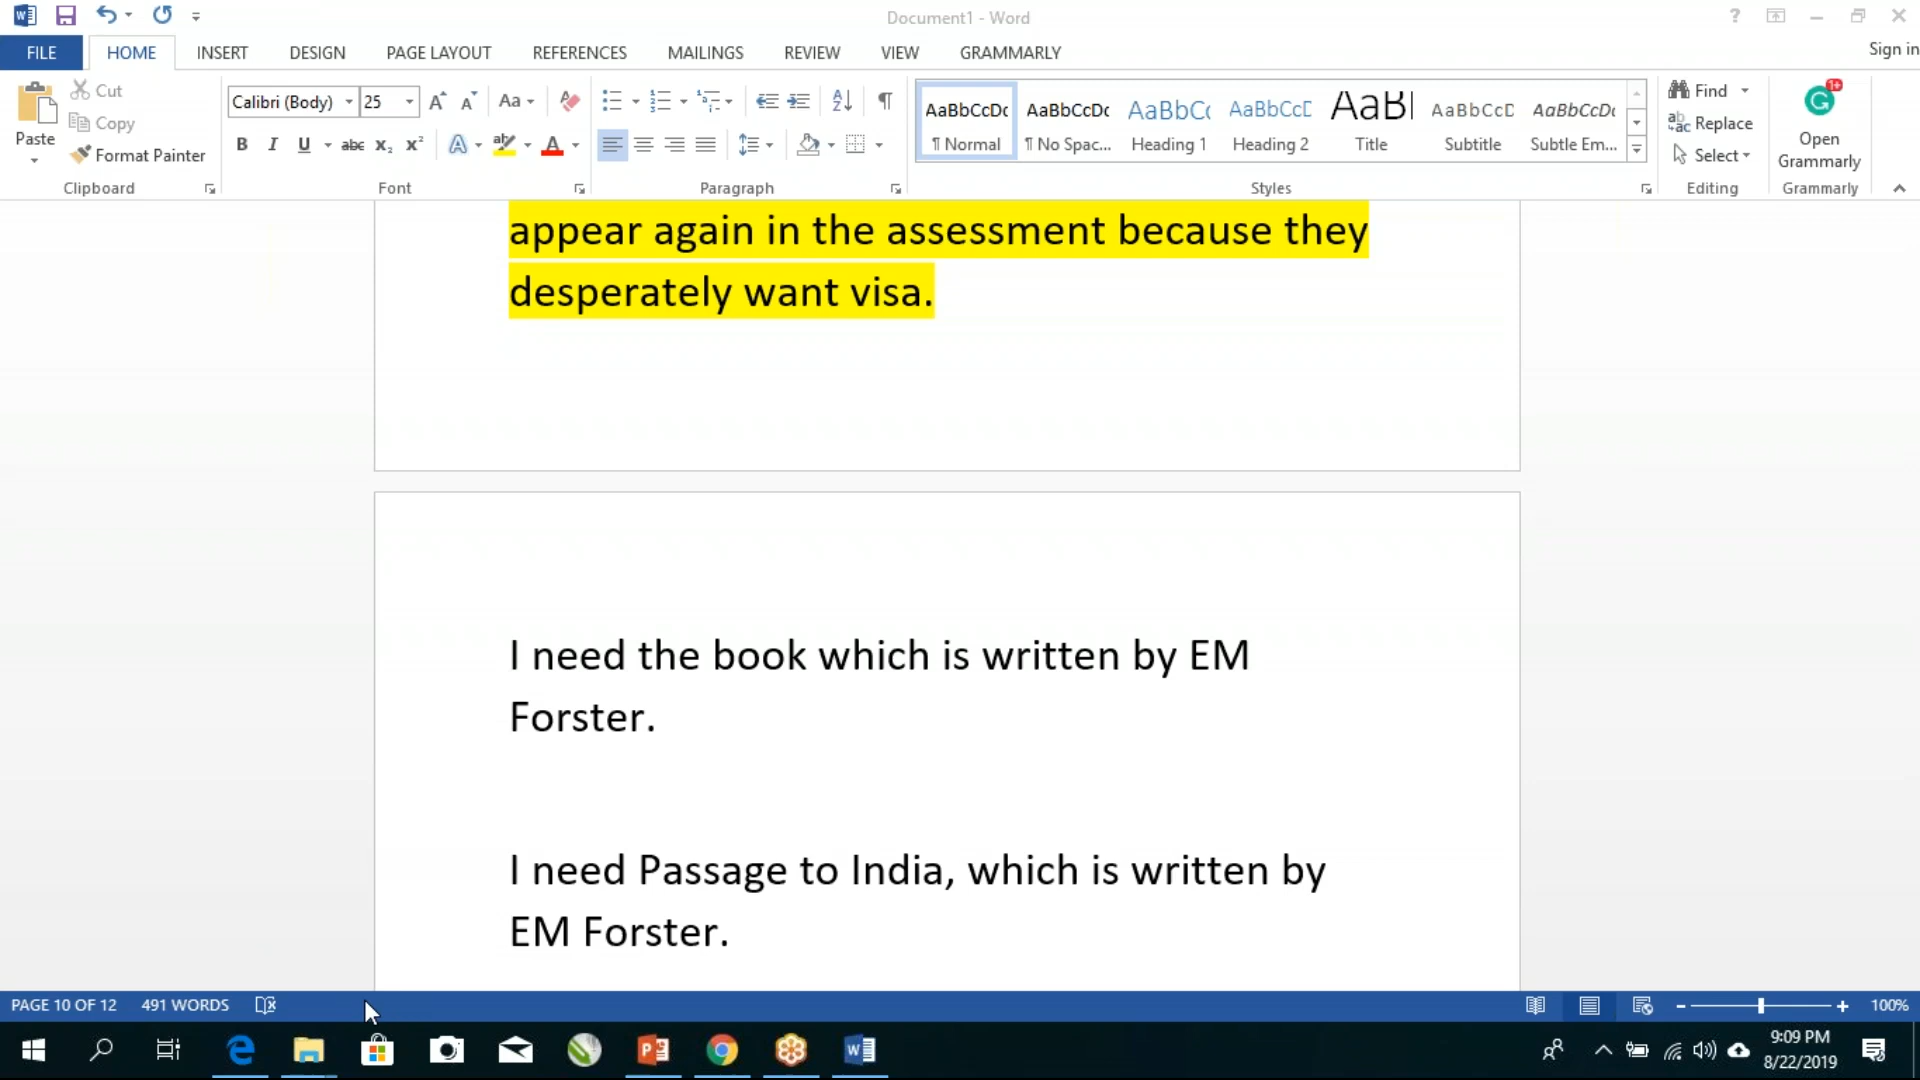 Document1 - Word
?
FILE HOME INSERT DESIGN PAGE LAYOUT REFERENCES MAILINGS REVIEW VIEW GRAMMARLY Sign in
Paste
Cut
Copy
Format Painter
Clipboard
Calibri (Body) 25
Font
Paragraph
AaBbCcDc AaBbCcDc AaBbCc AaBbCcD AaBl AaBbCcD AaBbCcDc
¶ Normal ¶ No Spac... Heading 1 Heading 2 Title Subtitle Subtle Em...
Styles
Find
Replace
Select
Editing
Open
Grammarly
Grammarly
appear again in the assessment because they
desperately want visa.
I need the book which is written by EM
Forster.
I need Passage to India, which is written by
EM Forster.
PAGE 10 OF 12 491 WORDS 100%
9:09 PM
8/22/2019